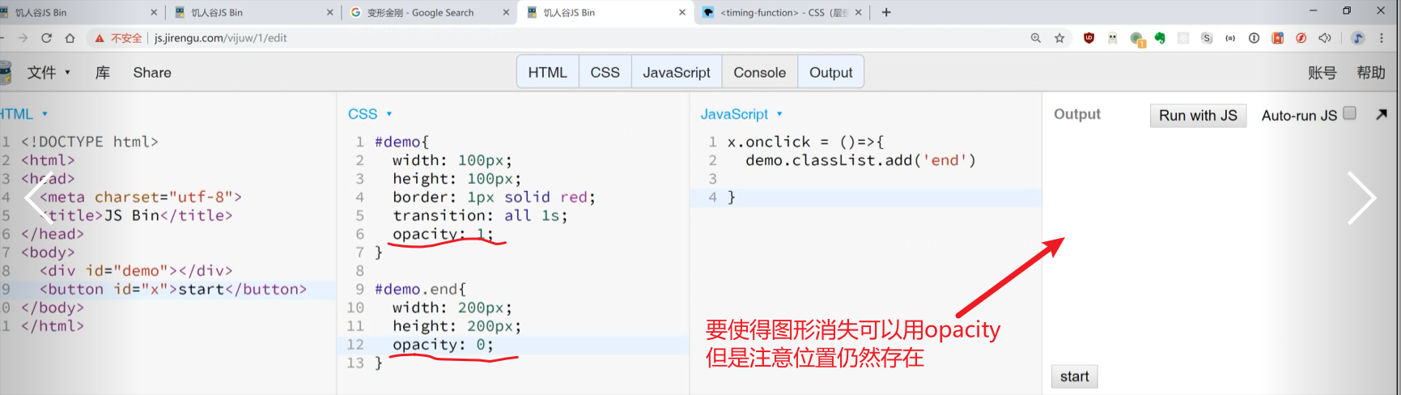 饥人谷JS Bin
饥人谷JS Bin
变形金刚 - Google Search
饥人谷JS Bin
<timing-function> - CSS（层叠
不安全 js.jirengu.com/vijuw/1/edit
文件 库 Share
HTML CSS JavaScript Console Output
账号 帮助
HTML
1 <!DOCTYPE html>
2 <html>
3 <head>
4 <meta charset="utf-8">
5 <title>JS Bin</title>
6 </head>
7 <body>
8 <div id="demo"></div>
9 <button id="x">start</button>
0 </body>
1 </html>
CSS
1 #demo{
2 width: 100px;
3 height: 100px;
4 border: 1px solid red;
5 transition: all 1s;
6 opacity: 1;
7 }
8
9 #demo.end{
10 width: 200px;
11 height: 200px;
12 opacity: 0;
13 }
JavaScript
1 x.onclick = ()=>{
2 demo.classList.add('end')
3
4 }
要使得图形消失可以用opacity
但是注意位置仍然存在
Output Run with JS Auto-run JS
start